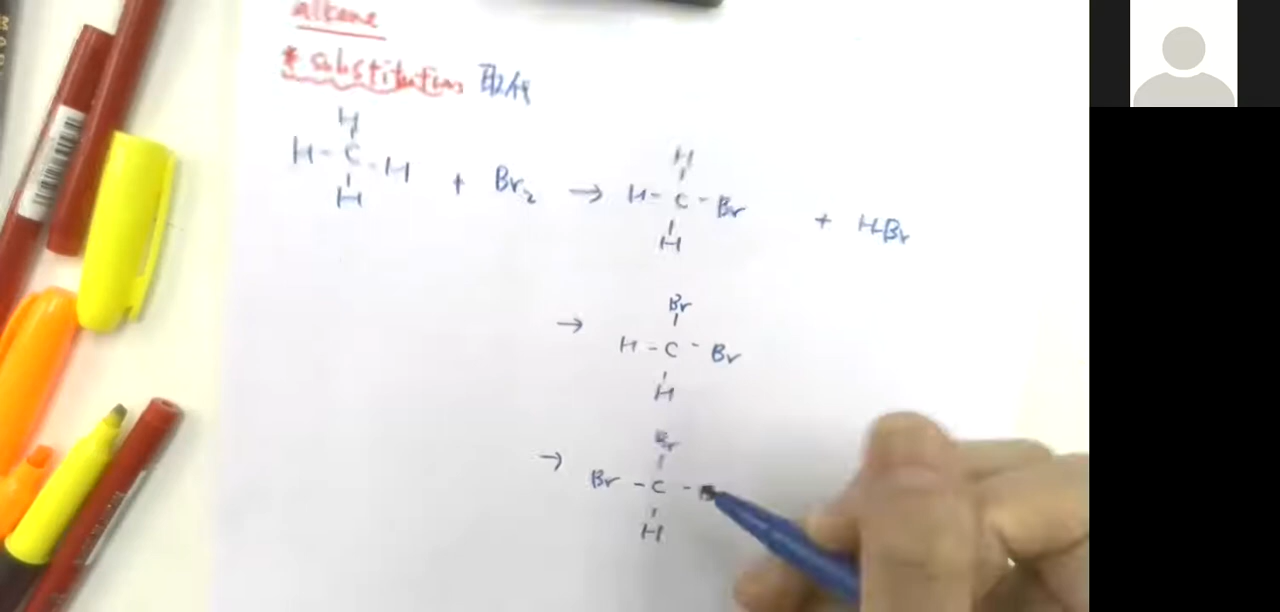 alkane
* substitution 取代
H
H - C - H + Br₂ → H - C - Br + HBr
H
H
H
Br
→ H - C - Br
H
Br
→ Br - C -
H